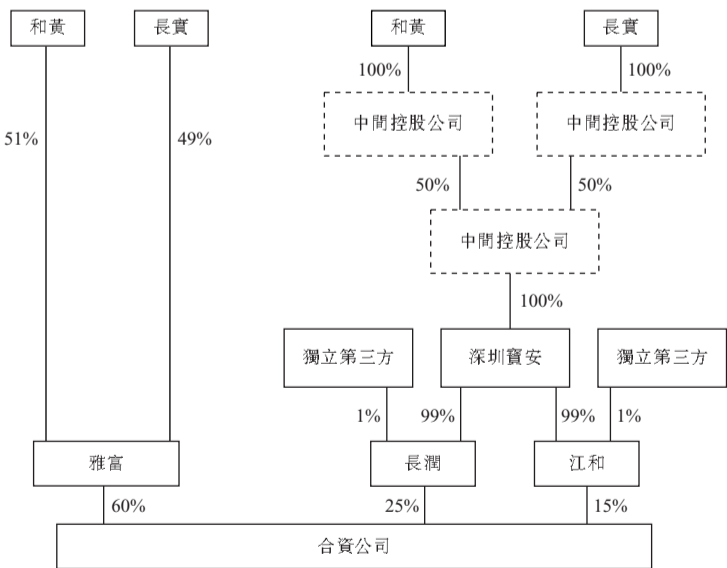 和黃
長實
和黃
長實
100%
100%
中間控股公司
中間控股公司
51%
49%
50%
50%
中間控股公司
100%
獨立第三方
深圳寶安
獨立第三方
1%
99%
99%
1%
雅富
長潤
江和
60%
25%
15%
合資公司